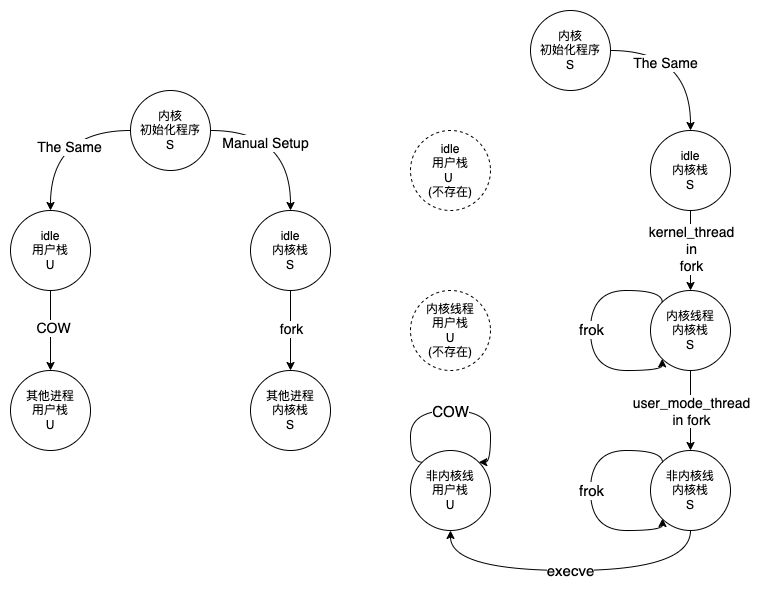 内核
初始化程序
S
The Same
Manual Setup
idle
用户栈
U
idle
内核栈
S
COW
fork
其他进程
用户栈
U
其他进程
内核栈
S
内核
初始化程序
S
The Same
idle
用户栈
U
(不存在)
idle
内核栈
S
kernel_thread
in
fork
内核线程
用户栈
U
(不存在)
frok
内核线程
内核栈
S
user_mode_thread
in fork
COW
非内核线
用户栈
U
frok
非内核线
内核栈
S
execve